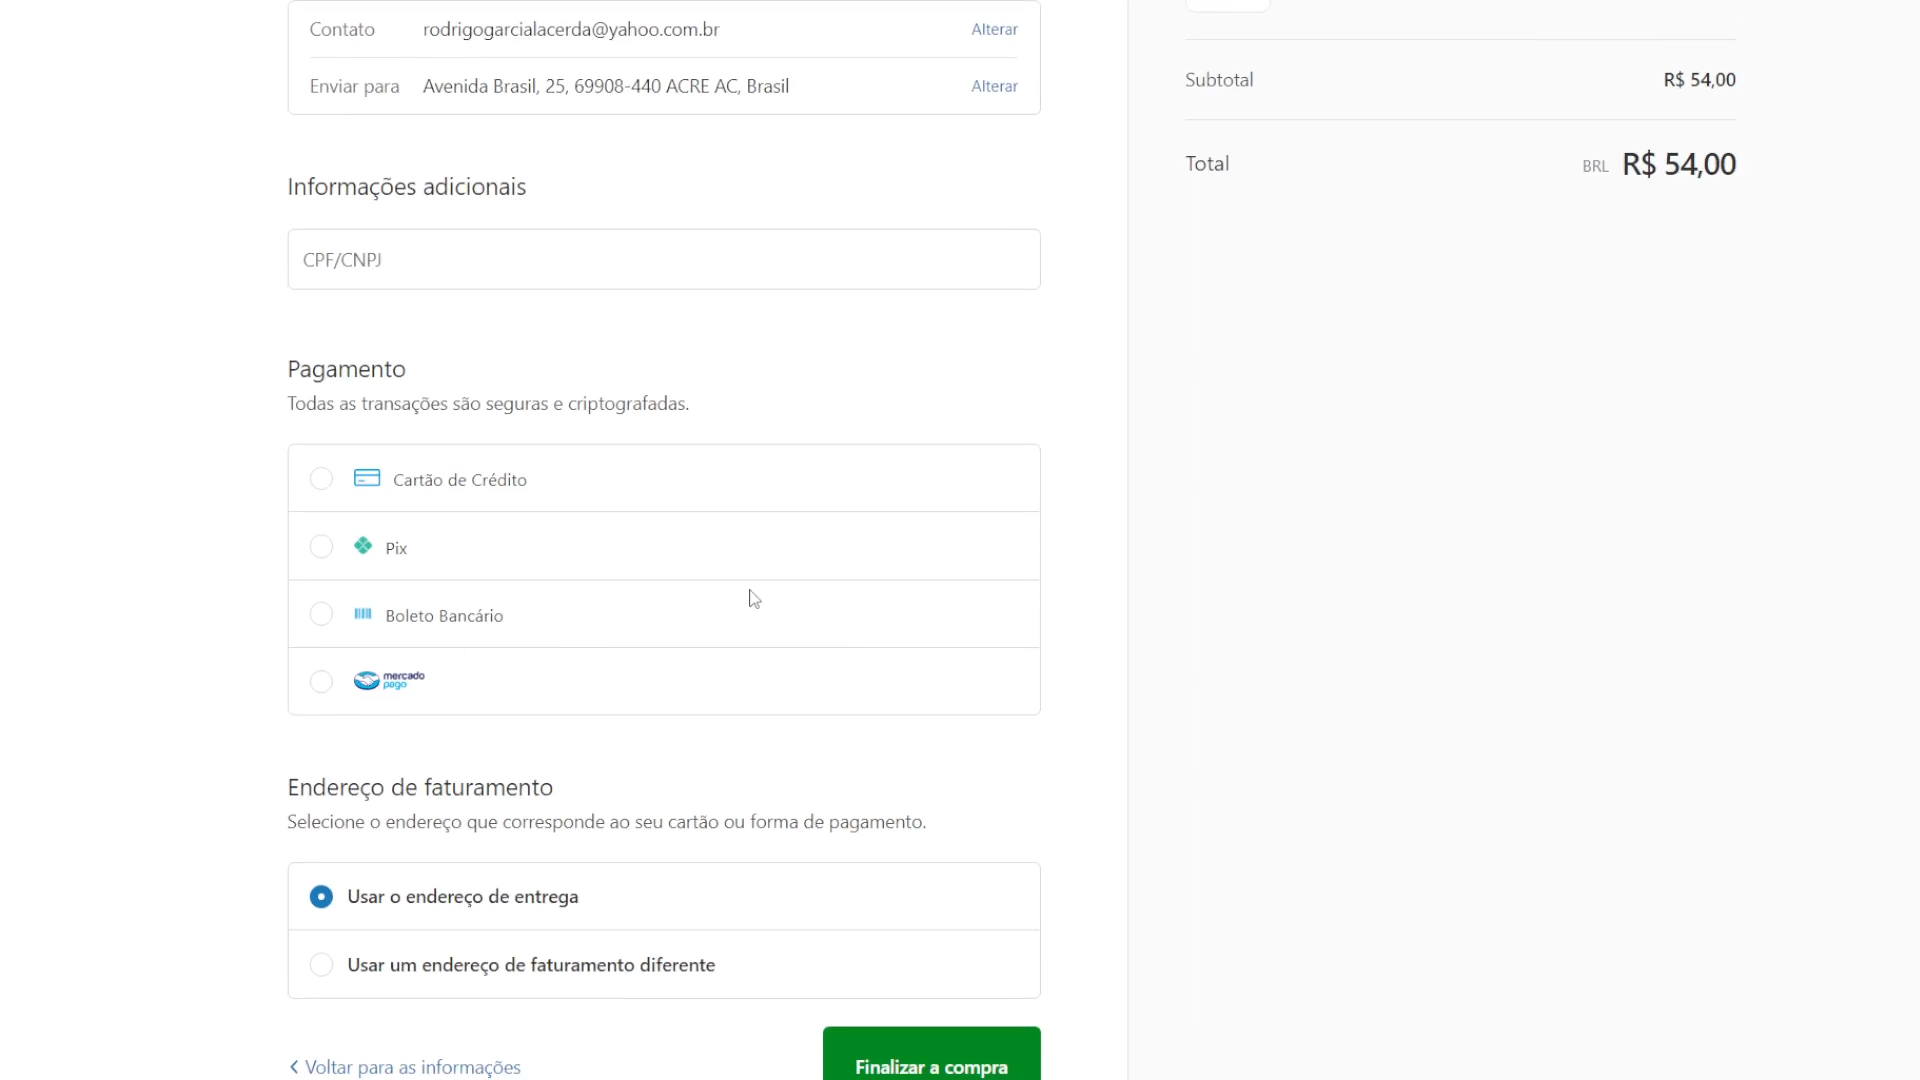 Contato rodrigogarcialacerda@yahoo.com.br Alterar
Enviar para Avenida Brasil, 25, 69908-440 ACRE AC, Brasil Alterar
Informações adicionais
CPF/CNPJ
Pagamento
Todas as transações são seguras e criptografadas.
Cartão de Crédito
Pix
Boleto Bancário
mercado
pago
Endereço de faturamento
Selecione o endereço que corresponde ao seu cartão ou forma de pagamento.
Usar o endereço de entrega
Usar um endereço de faturamento diferente
Voltar para as informações
Finalizar a compra
Subtotal R$ 54,00
Total BRL R$ 54,00